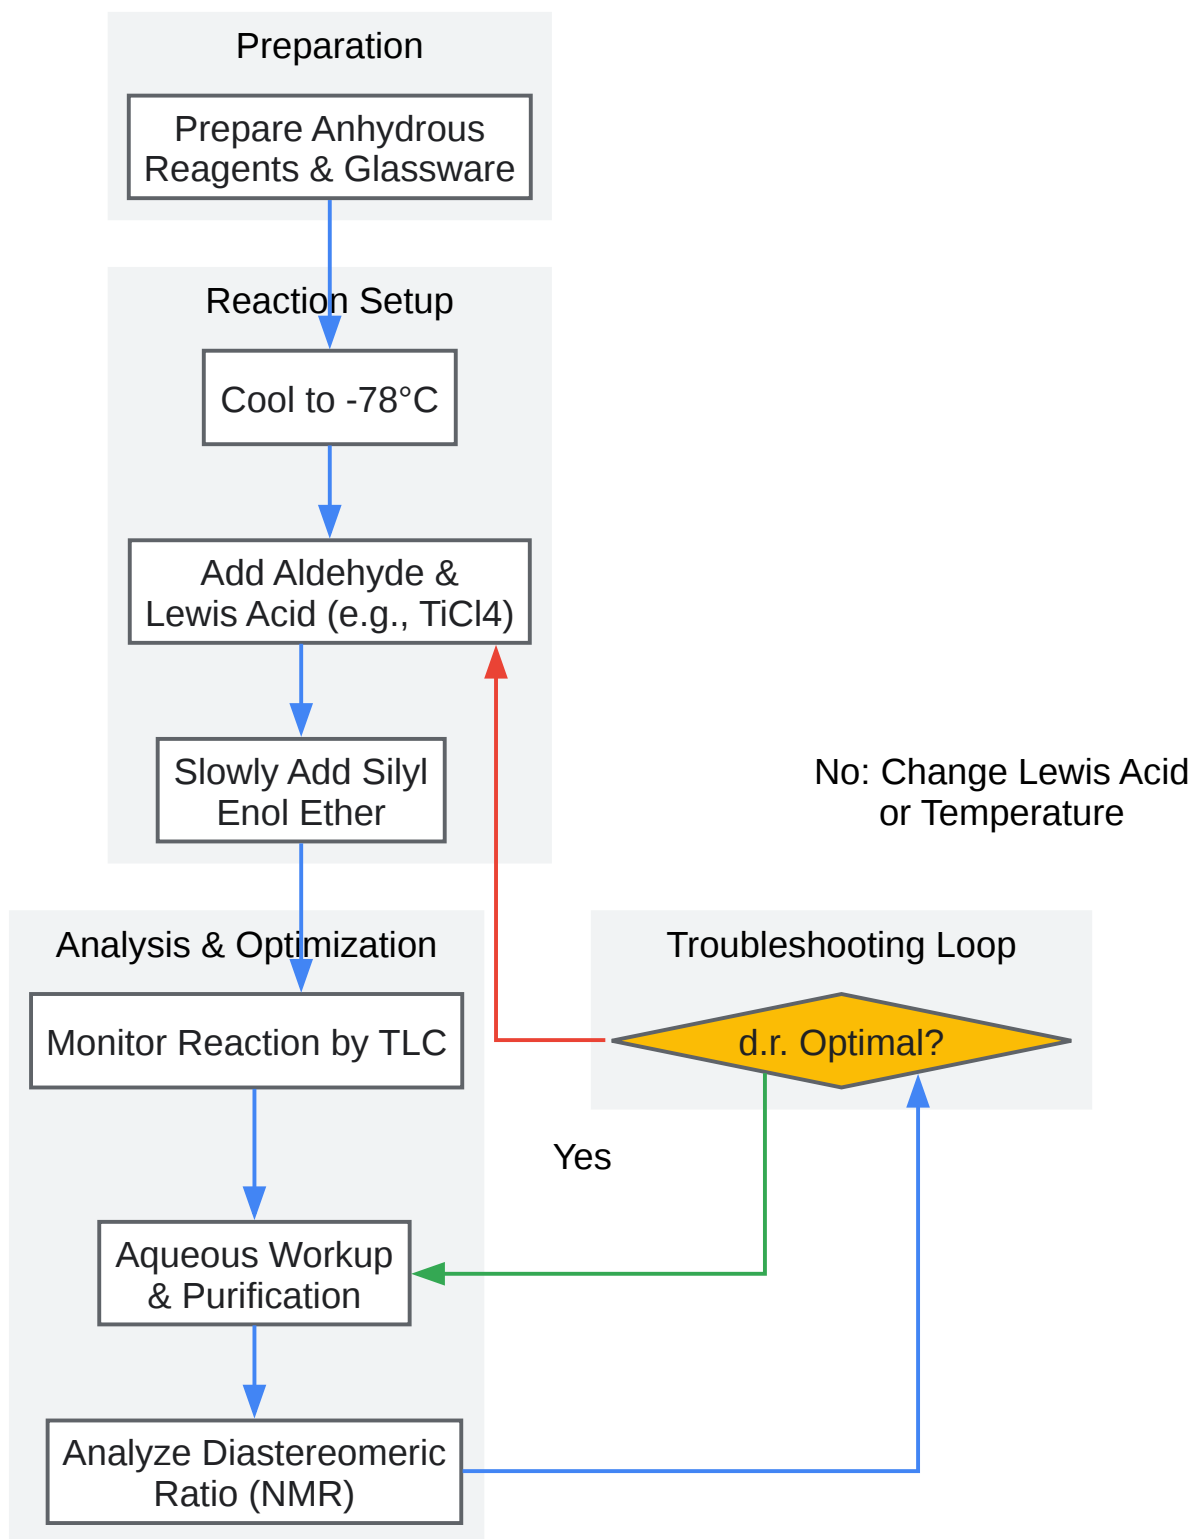 Preparation
Prepare Anhydrous
Reagents & Glassware
Reaction Setup
Cool to -78°C
Add Aldehyde &
Lewis Acid (e.g., TiCl4)
Slowly Add Silyl
Enol Ether
No: Change Lewis Acid
or Temperature
Analysis & Optimization
Monitor Reaction by TLC
Troubleshooting Loop
d.r. Optimal?
Yes
Aqueous Workup
& Purification
Analyze Diastereomeric
Ratio (NMR)